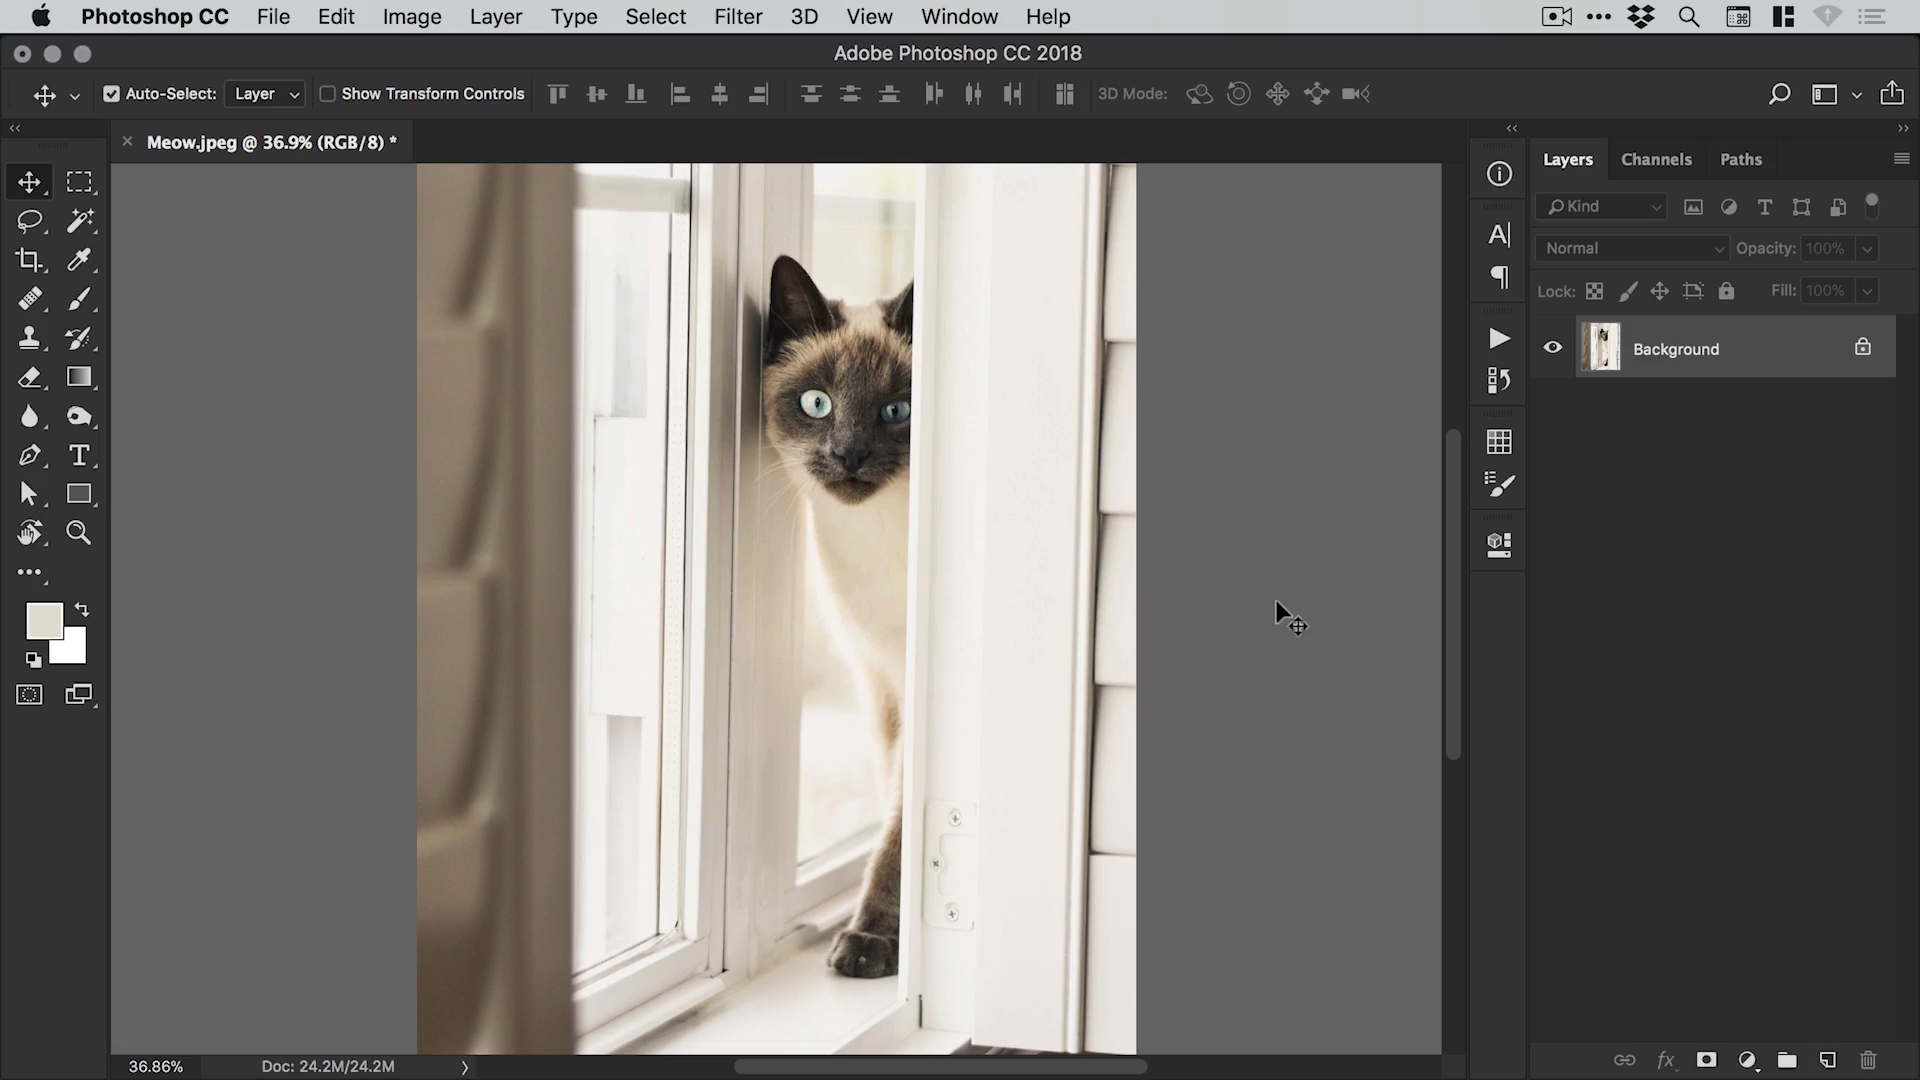 Photoshop CC File Edit Image Layer Type Select Filter 3D View Window Help
Adobe Photoshop CC 2018
Auto-Select: Layer Show Transform Controls 3D Mode:
Meow.jpeg @ 36.9% (RGB/8) *
Layers Channels Paths
Kind
Normal Opacity: 100%
Lock: Fill: 100%
Background
36.86% Doc: 24.2M/24.2M